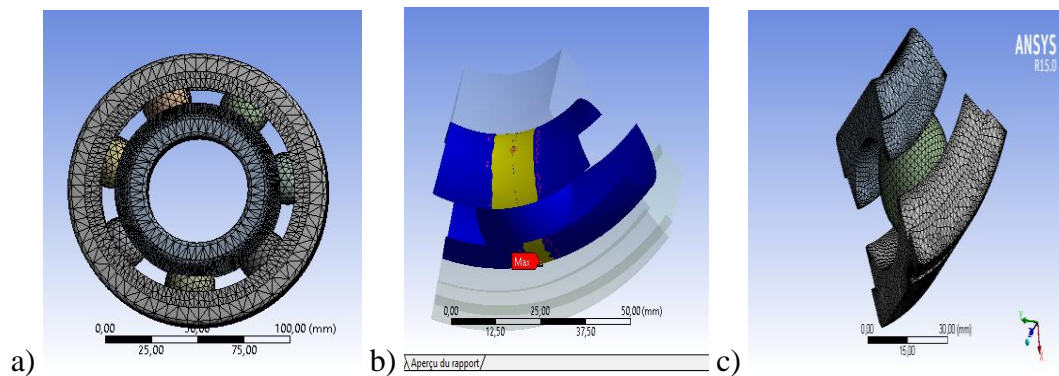 ANSYS
R15.0
Max
0,00 50,00 100,00 (mm)
25,00 75,00
0,00 25,00 50,00 (mm)
12,50 37,50
0,00 30,00 (mm)
15,00
Aperçu du rapport
a) b) c)